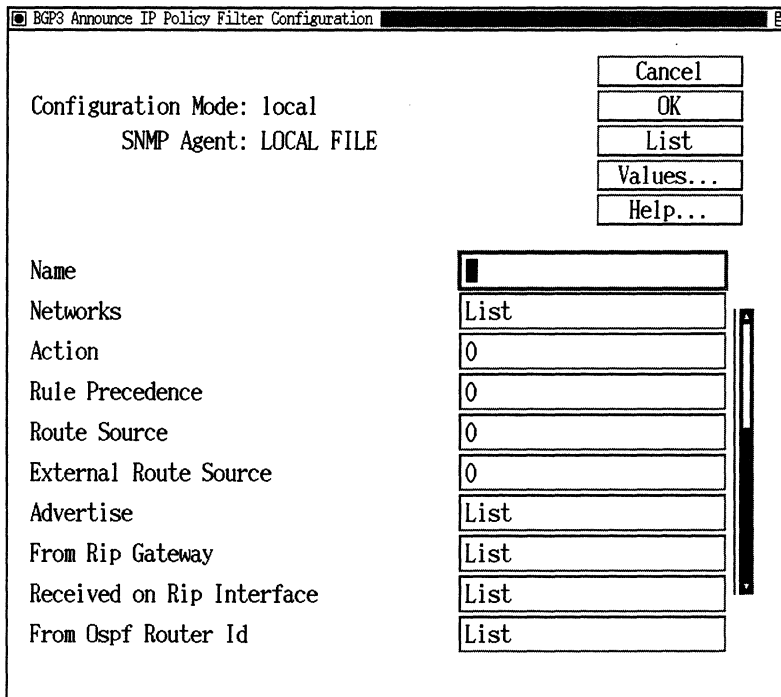 BGP3 Announce IP Policy Filter Configuration
Cancel
Configuration Mode: local
OK
SNMP Agent: LOCAL FILE
List
Values...
Help...
Name
Networks List
Action 0
Rule Precedence 0
Route Source 0
External Route Source 0
Advertise List
From Rip Gateway List
Received on Rip Interface List
From Ospf Router Id List